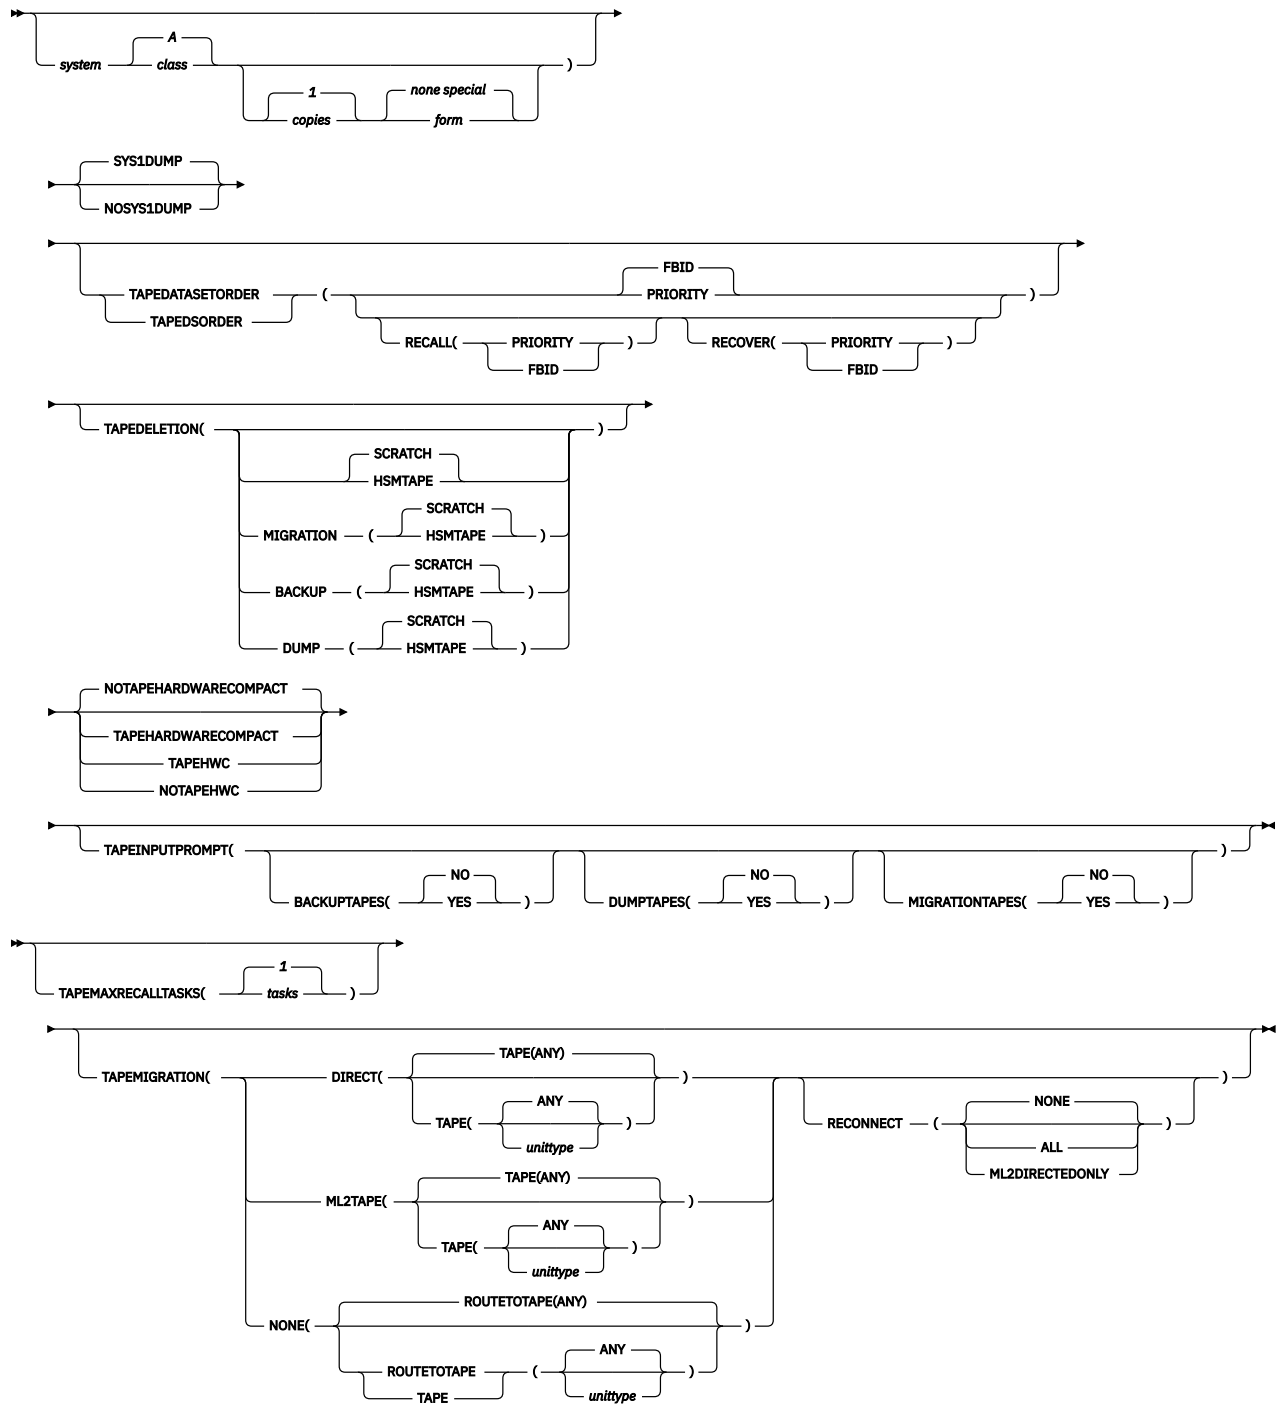 A
system class )
1 none special
copies form
SYS1DUMP
NOSYS1DUMP
FBID
TAPEDATASETORDER ( PRIORITY )
TAPEDSORDER
RECALL( PRIORITY ) RECOVER( PRIORITY )
FBID FBID
TAPEDELETION( )
SCRATCH
HSMTAPE
SCRATCH
MIGRATION ( HSMTAPE )
SCRATCH
BACKUP ( HSMTAPE )
SCRATCH
DUMP ( HSMTAPE )
NOTAPEHARDWARECOMPACT
TAPEHARDWARECOMPACT
TAPEHWC
NOTAPEHWC
TAPEINPUTPROMPT( )
NO NO NO
BACKUPTAPES( YES ) DUMPTAPES( YES ) MIGRATIONTAPES( YES )
1
TAPEMAXRECALLTASKS( tasks )
TAPE(ANY)
TAPEMIGRATION( DIRECT( ) )
ANY NONE
TAPE( ) RECONNECT ( )
unittype ALL
ML2DIRECTEDONLY
TAPE(ANY)
ML2TAPE( )
ANY
TAPE( )
unittype
ROUTETOTAPE(ANY)
NONE( )
ANY
ROUTETOTAPE ( )
TAPE unittype